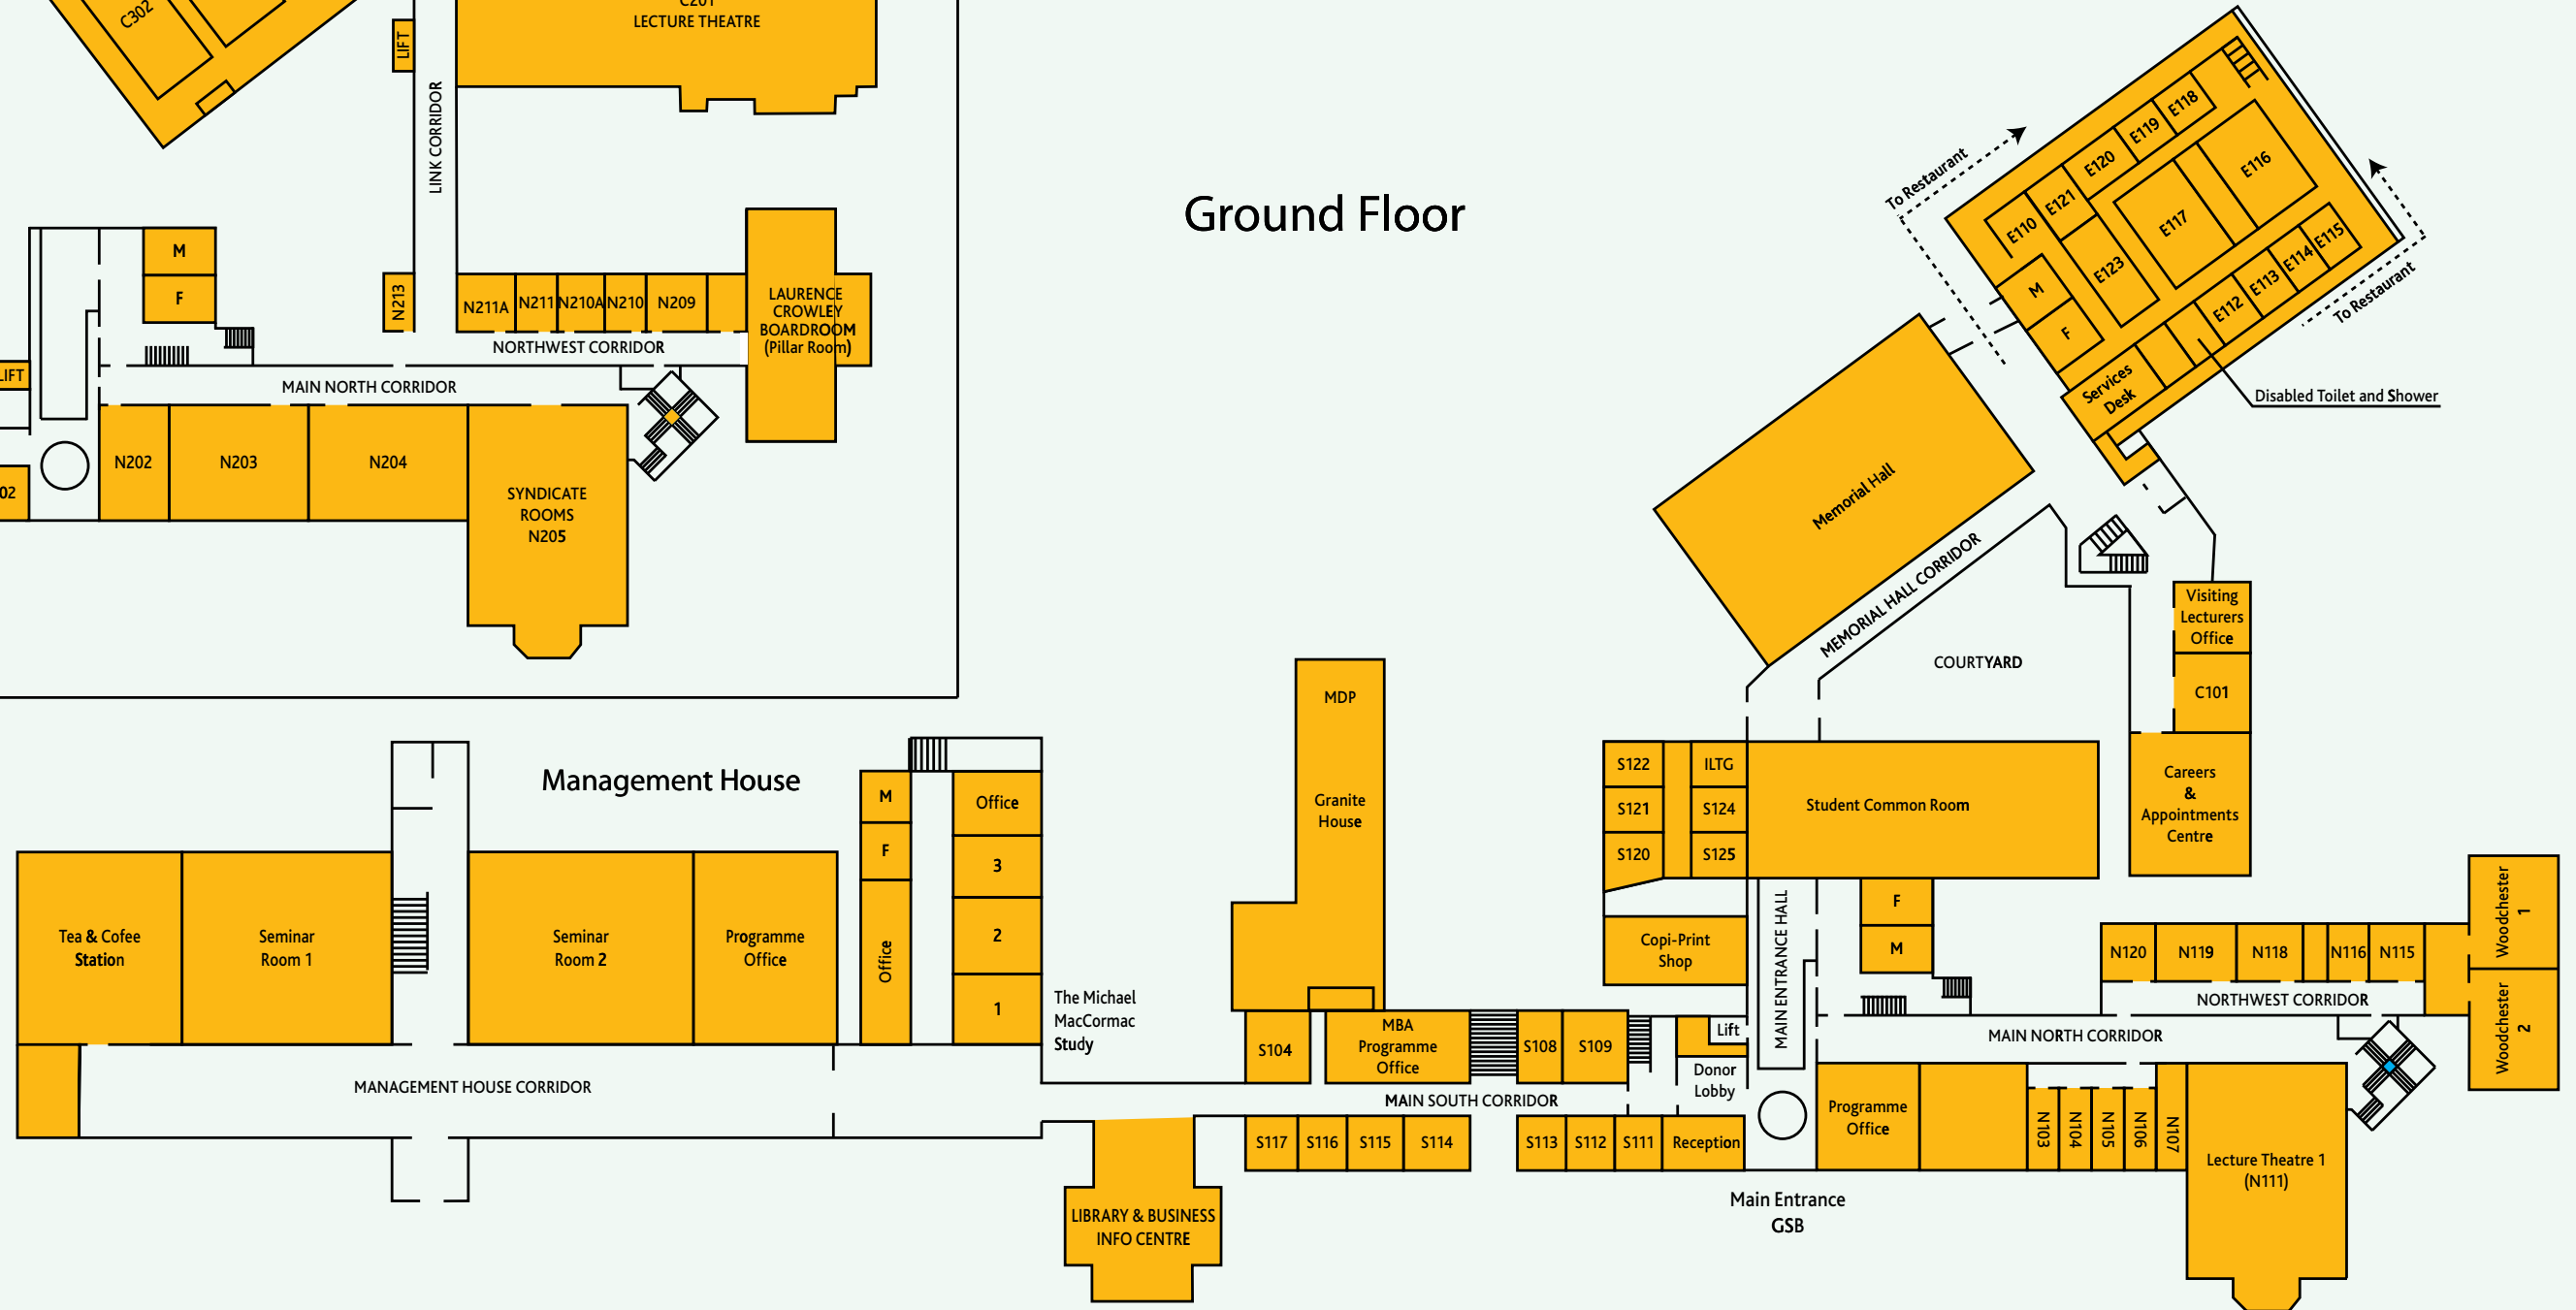 C302
LIFT
C201
LECTURE THEATRE
LINK CORRIDOR
M
F
N213
N211A
N211
N210A
N210
N209
LAURENCE
CROWLEY
BOARDROOM
(Pillar Room)
NORTHWEST CORRIDOR
LIFT
MAIN NORTH CORRIDOR
02
N202
N203
N204
SYNDICATE
ROOMS
N205
Ground Floor
To Restaurant
E118
E119
E120
E121
E110
E116
E117
E123
E115
E114
E113
E112
M
F
Services
Desk
To Restaurant
Disabled Toilet and Shower
Memorial Hall
MEMORIAL HALL CORRIDOR
COURTYARD
Visiting
Lecturers
Office
C101
Careers
&
Appointments
Centre
Management House
Tea & Cofee
Station
Seminar
Room 1
Seminar
Room 2
Programme
Office
M
F
Office
Office
3
2
1
The Michael
MacCormac
Study
MANAGEMENT HOUSE CORRIDOR
LIBRARY & BUSINESS
INFO CENTRE
MDP
Granite
House
S104
MBA
Programme
Office
S108
S109
MAIN SOUTH CORRIDOR
S117
S116
S115
S114
S113
S112
S111
Reception
S122
ILTG
S121
S124
S120
S125
Student Common Room
Copi-Print
Shop
Lift
Donor
Lobby
MAIN ENTRANCE HALL
F
M
Main Entrance
GSB
N120
N119
N118
N116
N115
Woodchester
1
Woodchester
2
NORTHWEST CORRIDOR
MAIN NORTH CORRIDOR
Programme
Office
N103
N104
N105
N106
N107
Lecture Theatre 1
(N111)